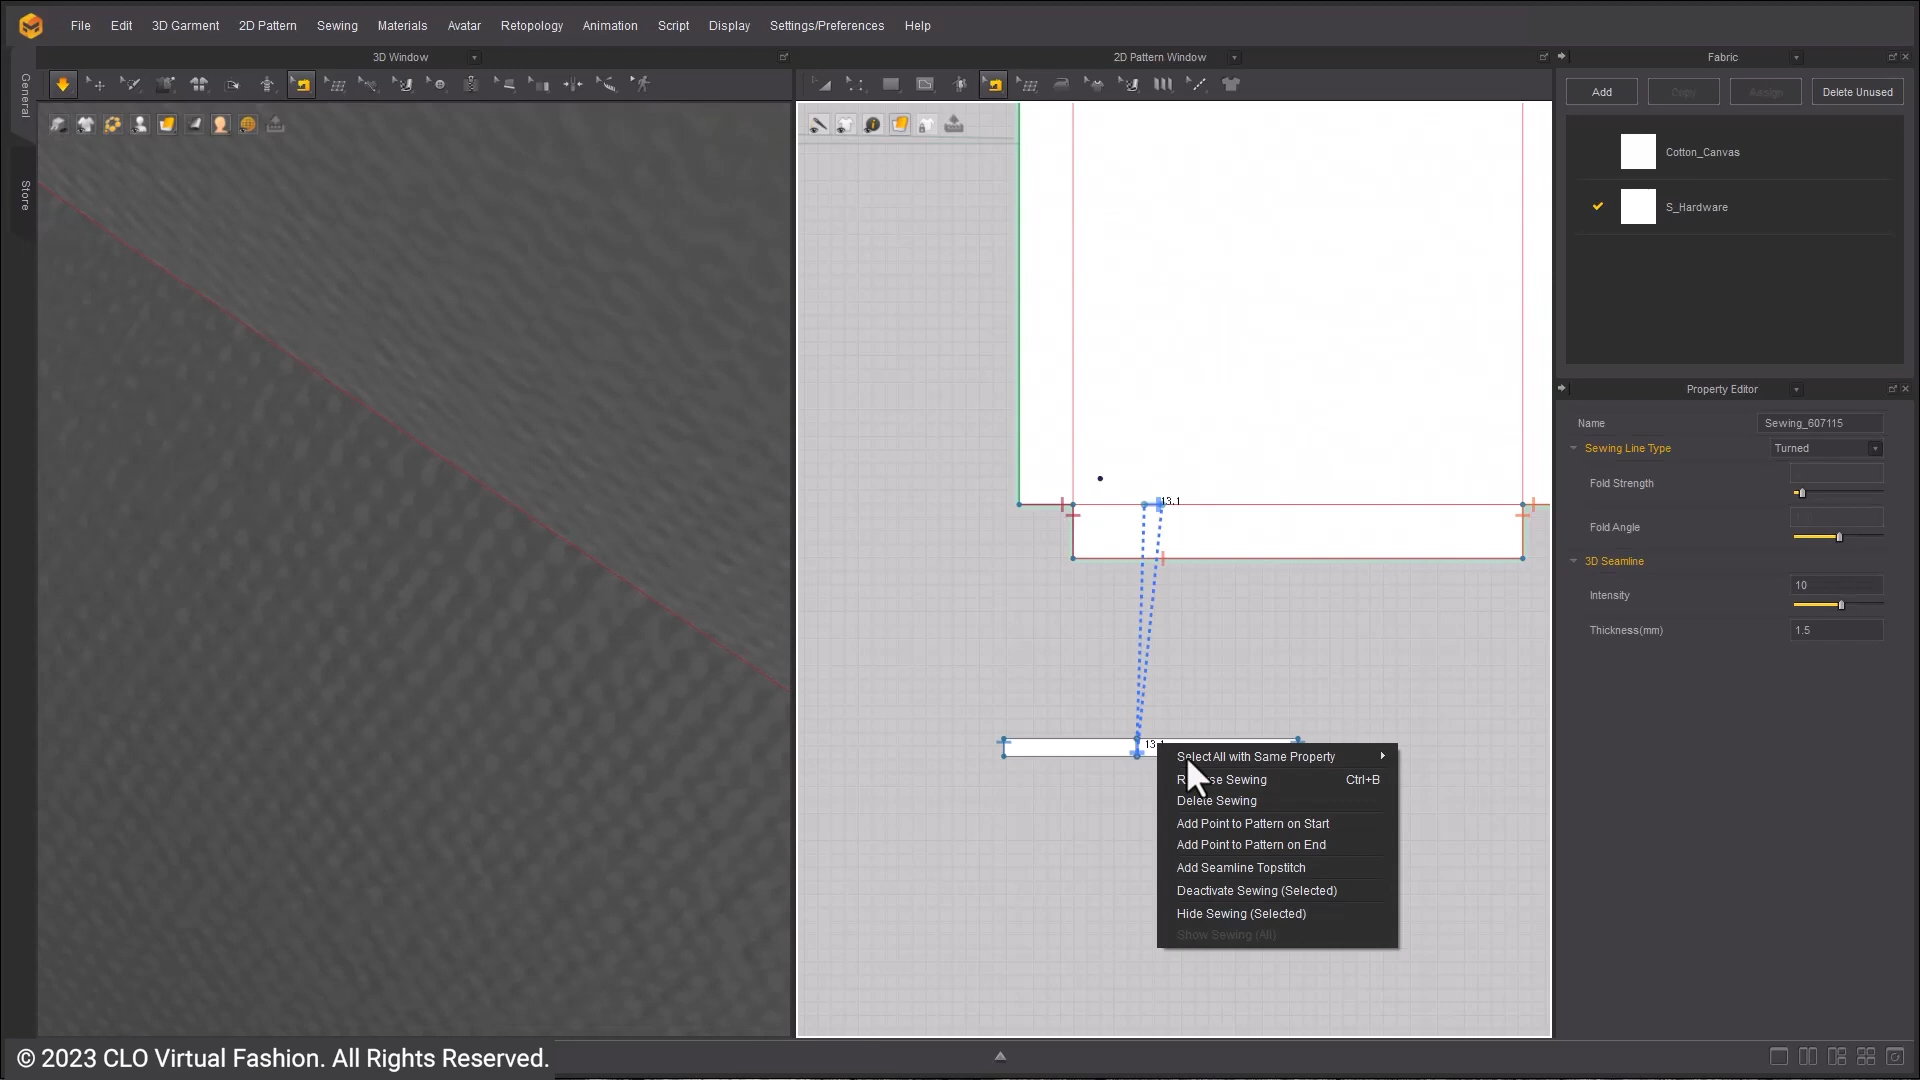 File Edit 3D Garment 2D Pattern Sewing Materials Avatar Retopology Animation Script Display Settings/Preferences Help
3D Window
2D Pattern Window
Fabric
General
Store
Add Copy Assign Delete Unused
Cotton_Canvas
S_Hardware
Property Editor
Name Sewing_607115
Sewing Line Type Turned
Fold Strength
Fold Angle
3D Seamline
Intensity 10
Thickness(mm) 1.5
13.1
Select All with Same Property
Sewing Ctrl+B
Delete Sewing
Add Point to Pattern on Start
Add Point to Pattern on End
Add Seamline Topstitch
Deactivate Sewing (Selected)
Hide Sewing (Selected)
Show Sewing (All)
© 2023 CLO Virtual Fashion. All Rights Reserved.